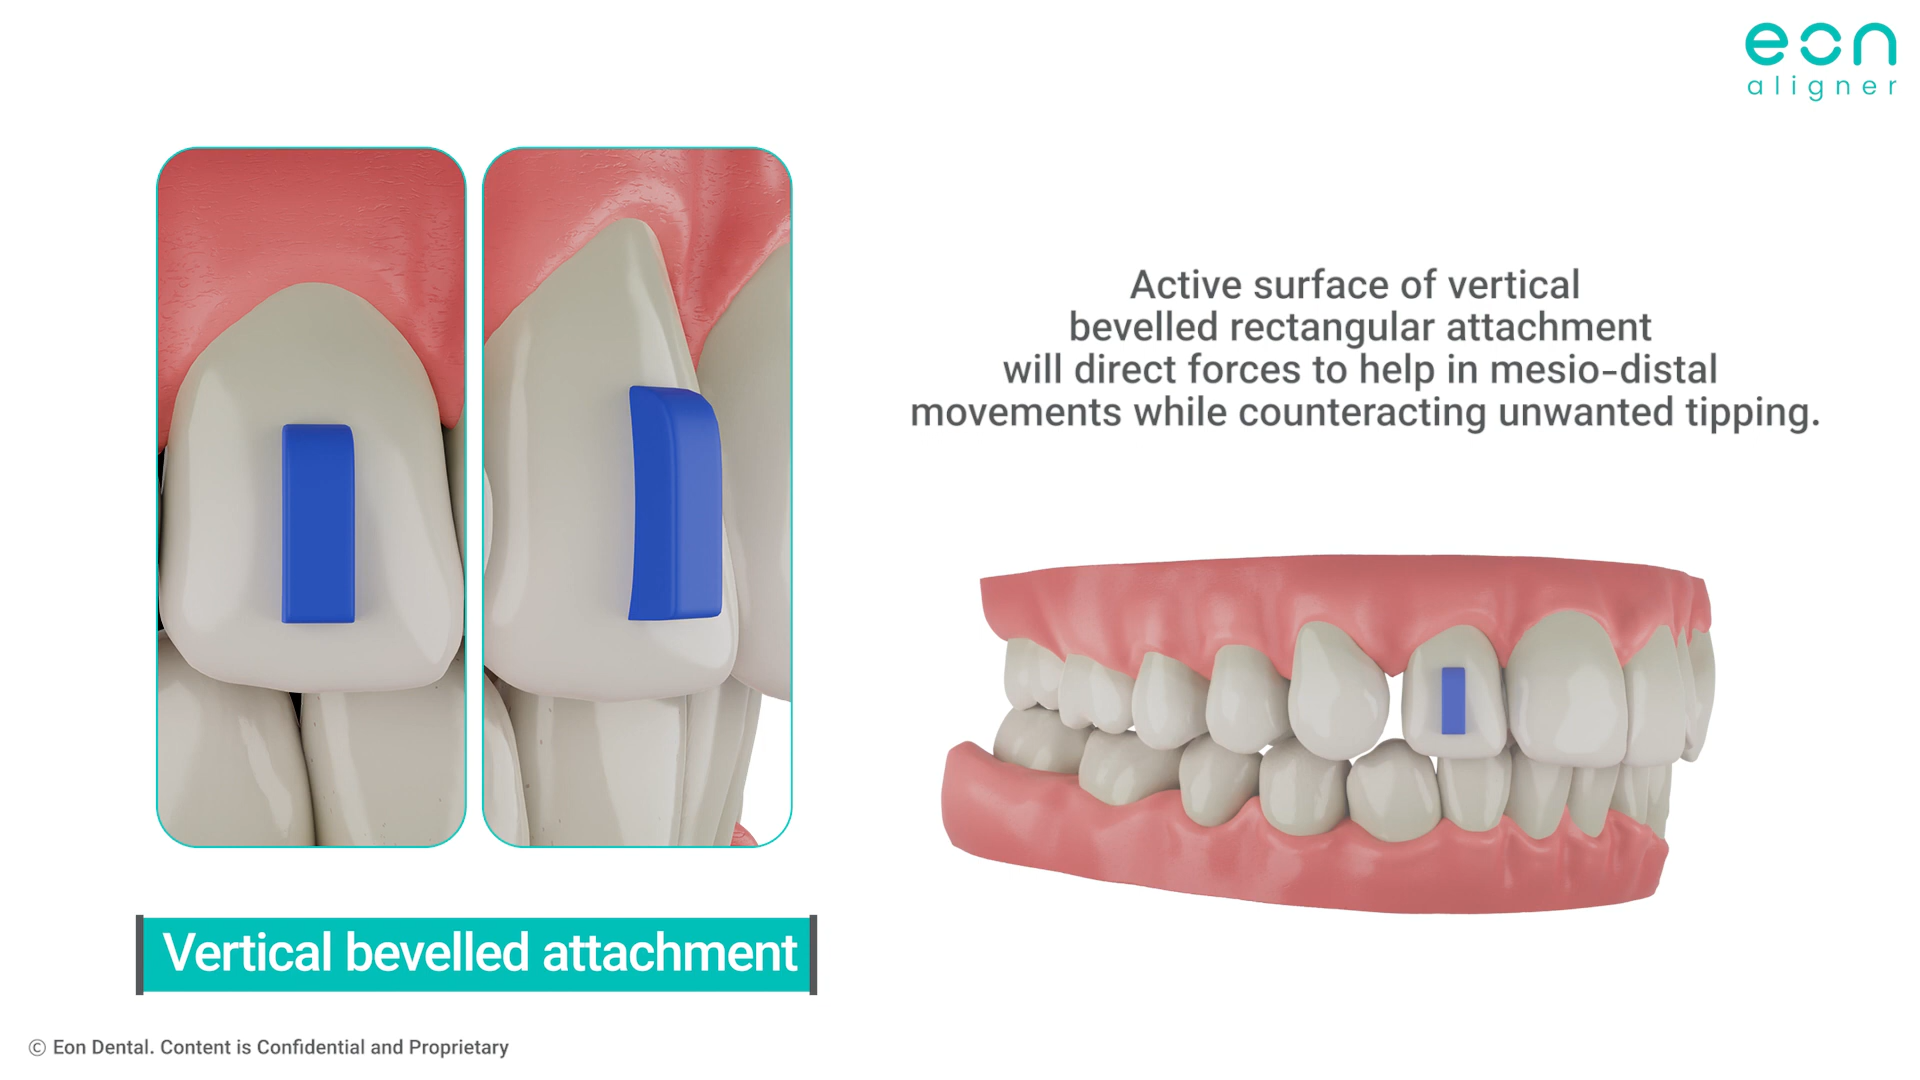 eon
aligner
Active surface of vertical
bevelled rectangular attachment
will direct forces to help in mesio-distal
movements while counteracting unwanted tipping.
Vertical bevelled attachment
© Eon Dental. Content is Confidential and Proprietary